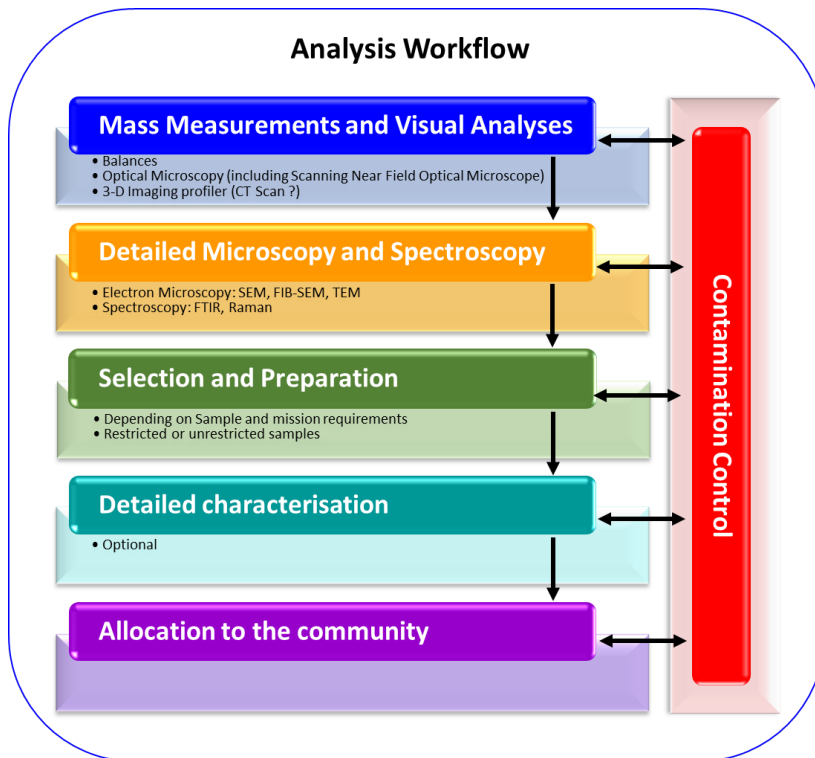 Analysis Workflow
Mass Measurements and Visual Analyses
• Balances
• Optical Microscopy (including Scanning Near Field Optical Microscope)
• 3-D Imaging profiler (CT Scan ?)
Detailed Microscopy and Spectroscopy
• Electron Microscopy: SEM, FIB-SEM, TEM
• Spectroscopy: FTIR, Raman
Selection and Preparation
• Depending on Sample and mission requirements
• Restricted or unrestricted samples
Detailed characterisation
• Optional
Allocation to the community
Contamination Control